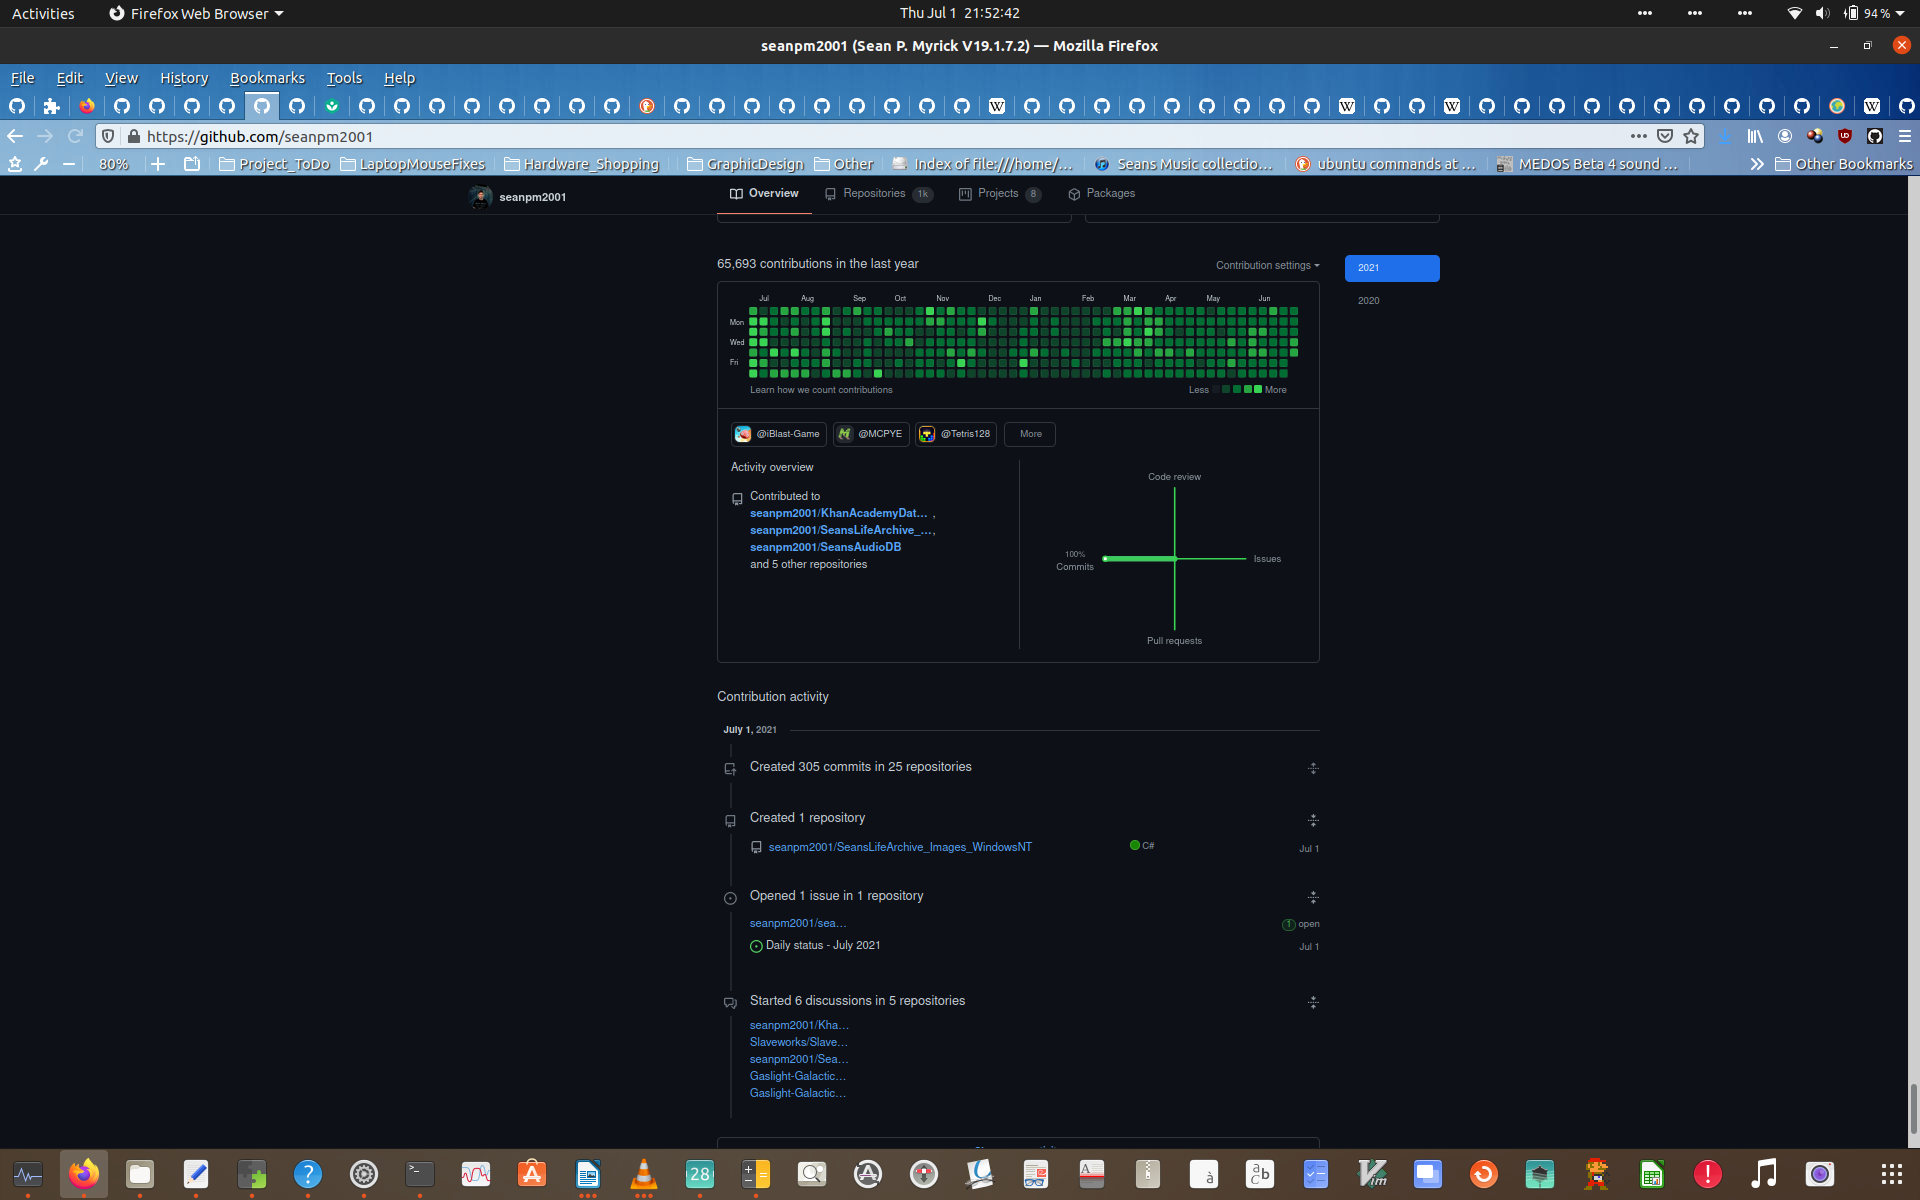 Activities
Firefox Web Browser
Thu Jul 1 21:52:42
94 %
seanpm2001 (Sean P. Myrick V19.1.7.2) — Mozilla Firefox
File Edit View History Bookmarks Tools Help
https://github.com/seanpm2001
80%
Project_ToDo
LaptopMouseFixes
Hardware_Shopping
GraphicDesign
Other
Index of file:///home/...
Seans Music collectio...
ubuntu commands at ...
MEDOS Beta 4 sound ...
Other Bookmarks
seanpm2001
Overview
Repositories 1k
Projects 8
Packages
65,693 contributions in the last year
Contribution settings
2021
2020
Jul Aug Sep Oct Nov Dec Jan Feb Mar Apr May Jun
Mon
Wed
Fri
Learn how we count contributions
Less More
@iBlast-Game
@MCPYE
@Tetris128
More
Activity overview
Contributed to
seanpm2001/KhanAcademyDat... ,
seanpm2001/SeansLifeArchive_...,
seanpm2001/SeansAudioDB
and 5 other repositories
Code review
100%
Commits
Issues
Pull requests
Contribution activity
July 1, 2021
Created 305 commits in 25 repositories
Created 1 repository
seanpm2001/SeansLifeArchive_Images_WindowsNT
C#
Jul 1
Opened 1 issue in 1 repository
seanpm2001/sea...
1 open
Daily status - July 2021
Jul 1
Started 6 discussions in 5 repositories
seanpm2001/Kha...
Slaveworks/Slave...
seanpm2001/Sea...
Gaslight-Galactic...
Gaslight-Galactic...
28